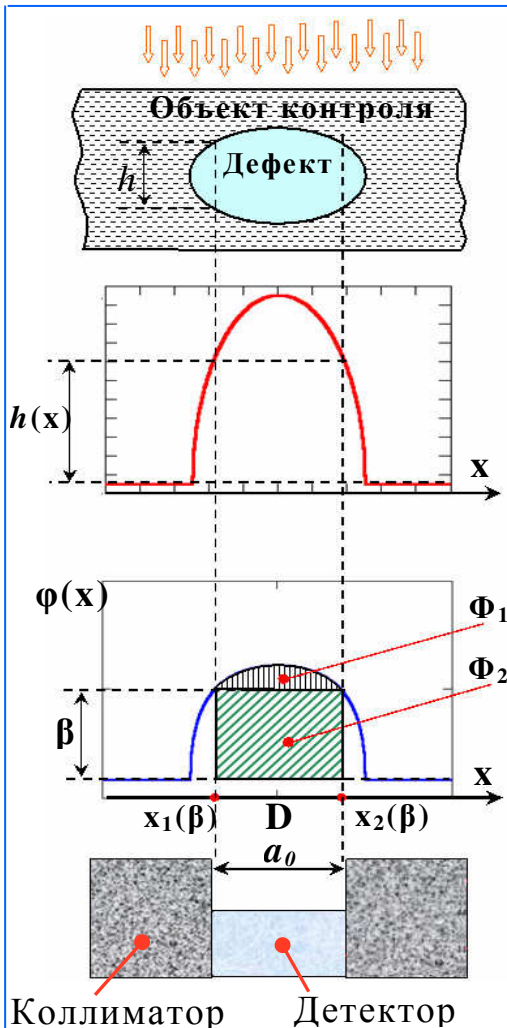 Объект контроля
Дефект
h
h(x)
x
φ(x)
Φ1
Φ2
β
x
x1(β) D x2(β)
a0
Коллиматор Детектор